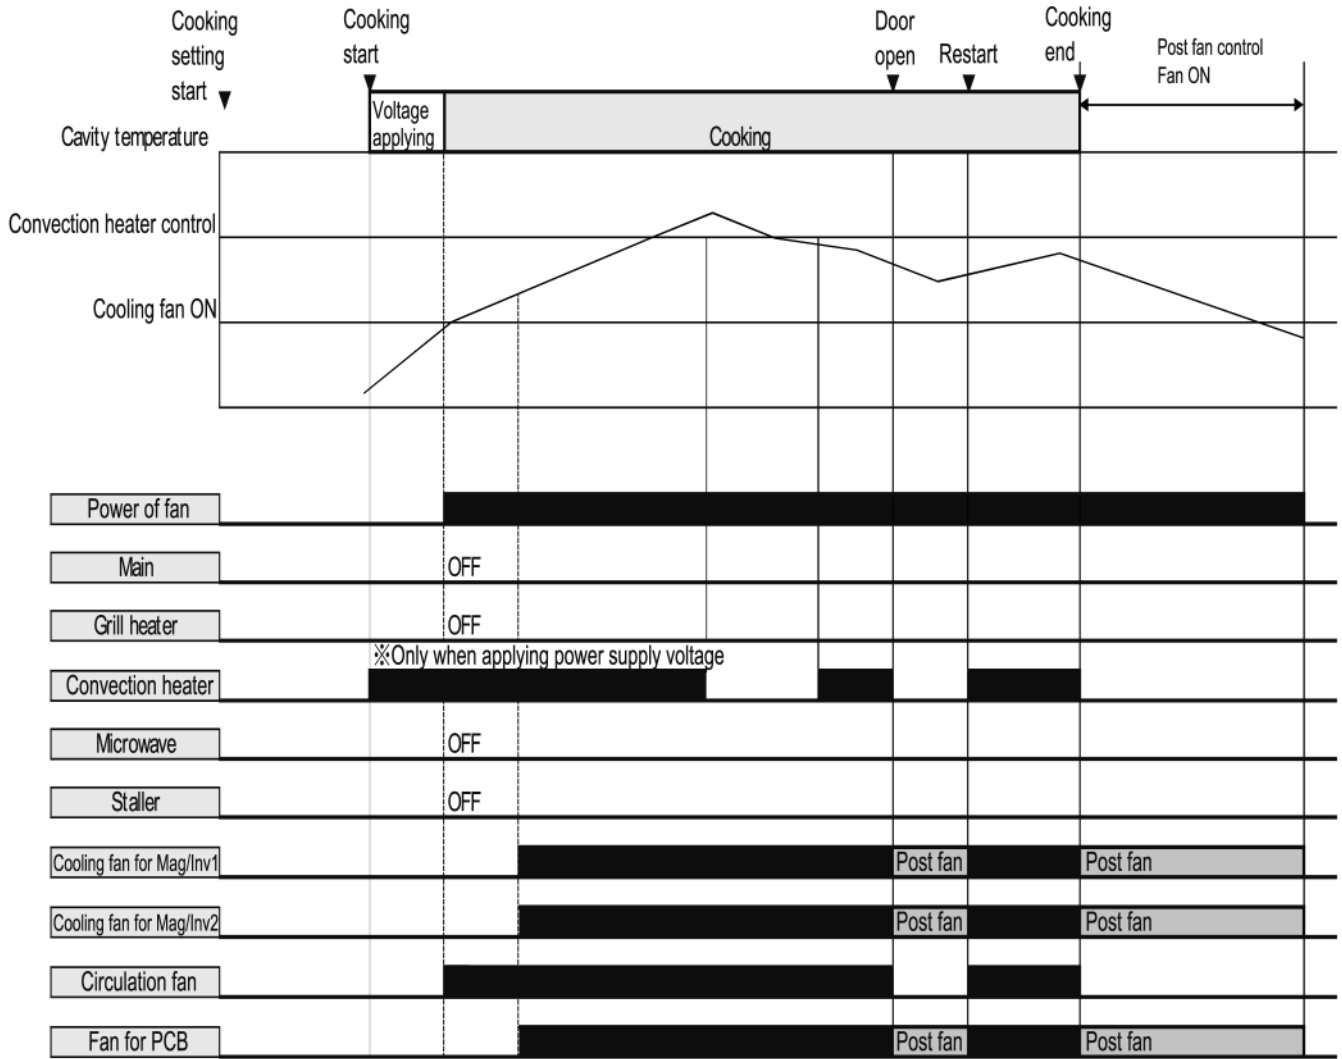 Cooking
setting
start
Cooking
start
Door
open
Restart
Cooking
end
Post fan control
Fan ON
Voltage
applying
Cooking
Cavity temperature
Convection heater control
Cooling fan ON
Power of fan
Main
OFF
Grill heater
OFF
※Only when applying power supply voltage
Convection heater
Microwave
OFF
Staller
OFF
Cooling fan for Mag/Inv1
Post fan
Post fan
Cooling fan for Mag/Inv2
Post fan
Post fan
Circulation fan
Fan for PCB
Post fan
Post fan